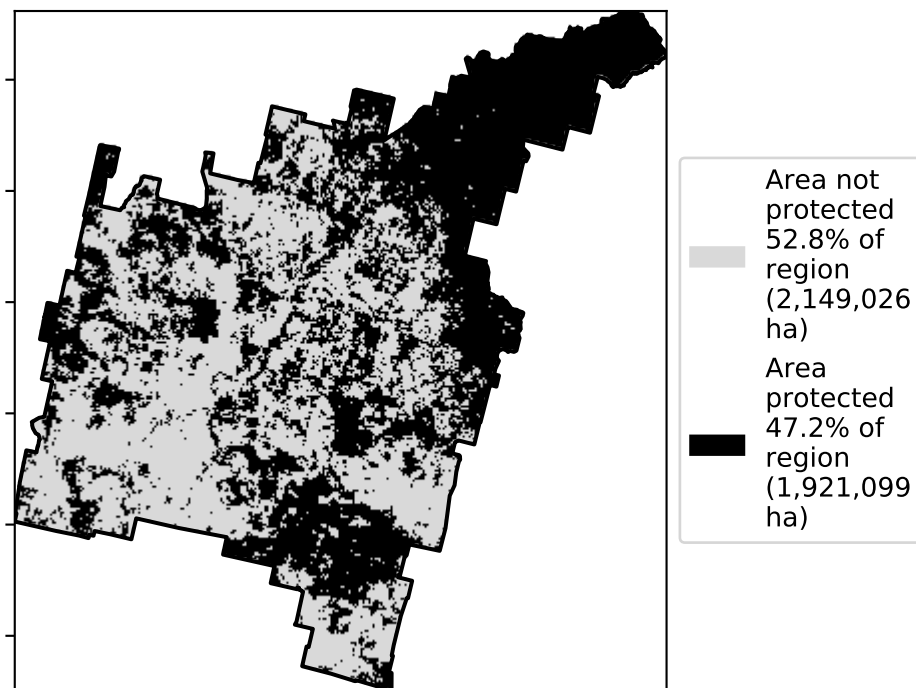 Area not
protected
52.8% of
region
(2,149,026
ha)
Area
protected
47.2% of
region
(1,921,099
ha)